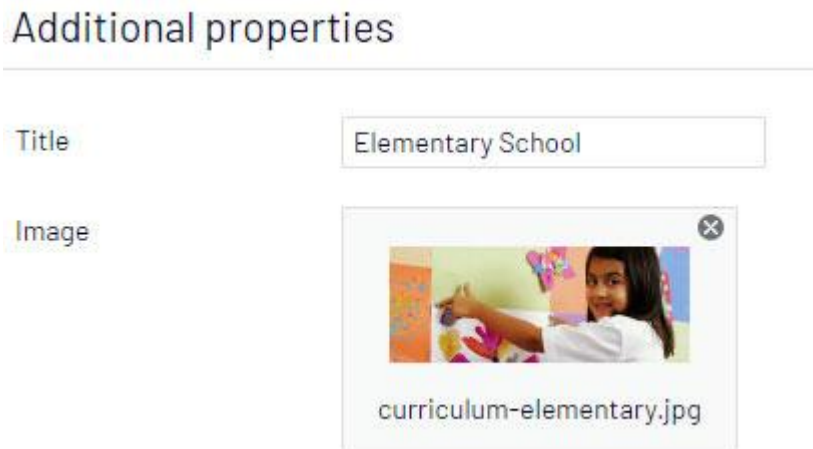 Additional properties
Title
Elementary School
Image
curriculum-elementary.jpg